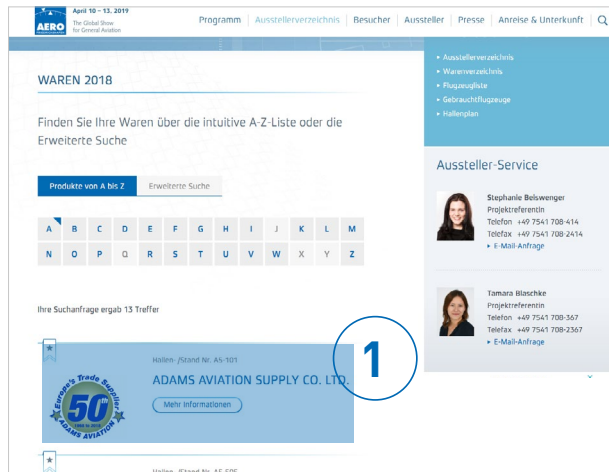 April 10 – 13, 2019
AERO
The Global Show
for General Aviation
Programm
Ausstellerverzeichnis
Besucher
Aussteller
Presse
Anreise & Unterkunft
WAREN 2018
Finden Sie Ihre Waren über die intuitive A-Z-Liste oder die
Erweiterte Suche
Produkte von A bis Z
Erweiterte Suche
A B C D E F G H I J K L M
N O P Q R S T U V W X Y Z
Ihre Suchanfrage ergab 13 Treffer
Europe's Trade Supplier
50th
ADAMS AVIATION
Hallen-/Stand Nr. A5-101
ADAMS AVIATION SUPPLY CO. LTD.
Mehr Informationen
1
Ausstellerverzeichnis
Warenverzeichnis
Flugzeugliste
Gebrauchtflugzeuge
Hallenplan
Aussteller-Service
Stephanie Beiswenger
Projektreferentin
Telefon +49 7541 708-414
Telefax +49 7541 708-2414
E-Mail-Anfrage
Tamara Blaschke
Projektreferentin
Telefon +49 7541 708-367
Telefax +49 7541 708-2367
E-Mail-Anfrage